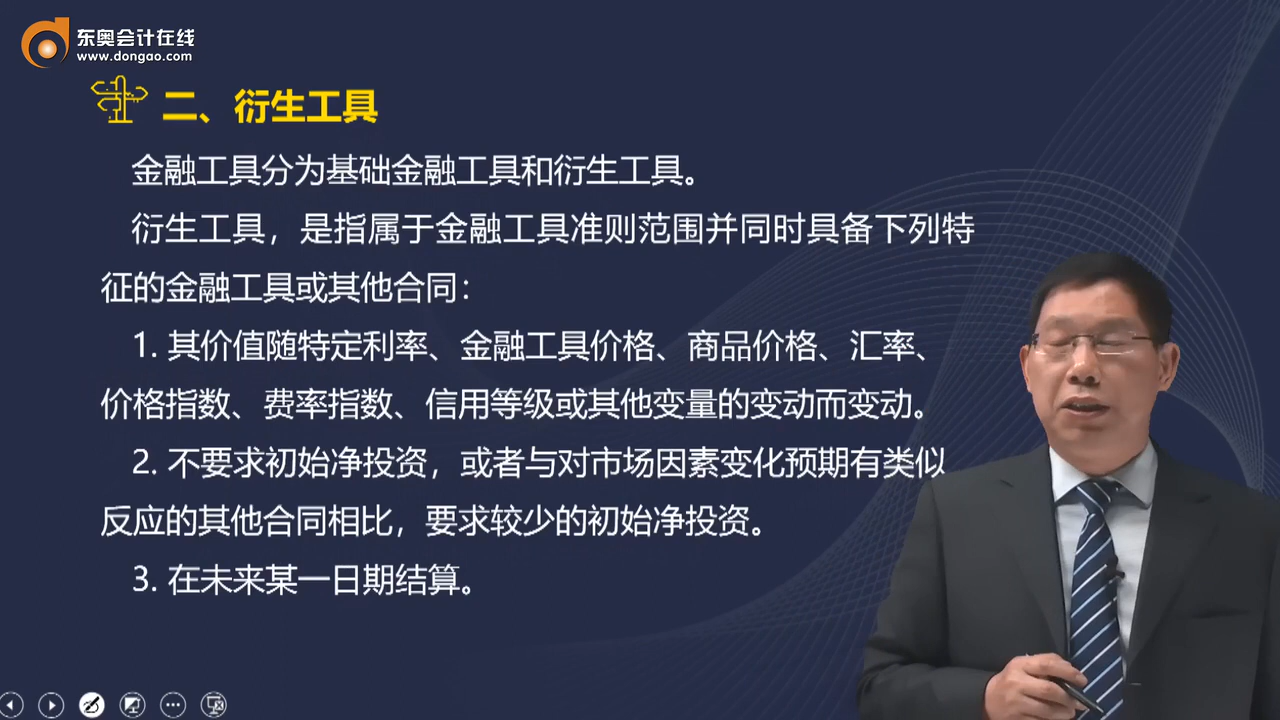 东奥会计在线
www.dongao.com
二、衍生工具
金融工具分为基础金融工具和衍生工具。
衍生工具，是指属于金融工具准则范围并同时具备下列特
征的金融工具或其他合同：
1. 其价值随特定利率、金融工具价格、商品价格、汇率、
价格指数、费率指数、信用等级或其他变量的变动而变动。
2. 不要求初始净投资，或者与对市场因素变化预期有类似
反应的其他合同相比，要求较少的初始净投资。
3. 在未来某一日期结算。